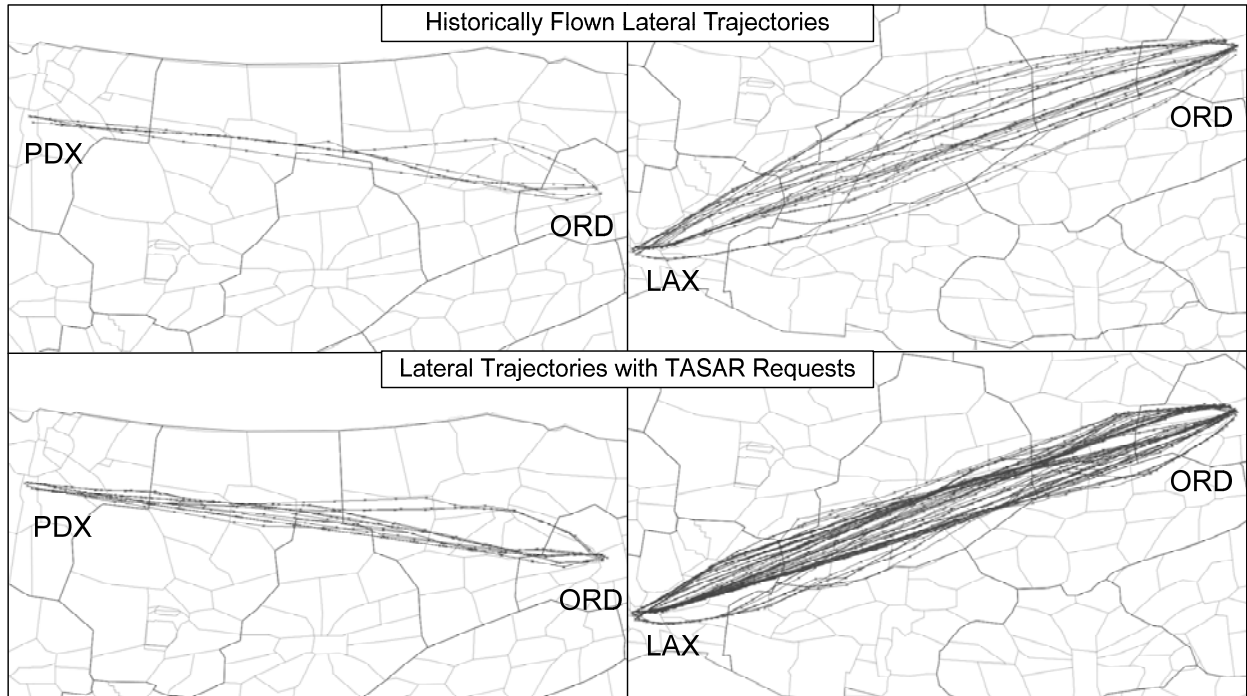 Historically Flown Lateral Trajectories
PDX
ORD
ORD
LAX
Lateral Trajectories with TASAR Requests
PDX
ORD
ORD
LAX